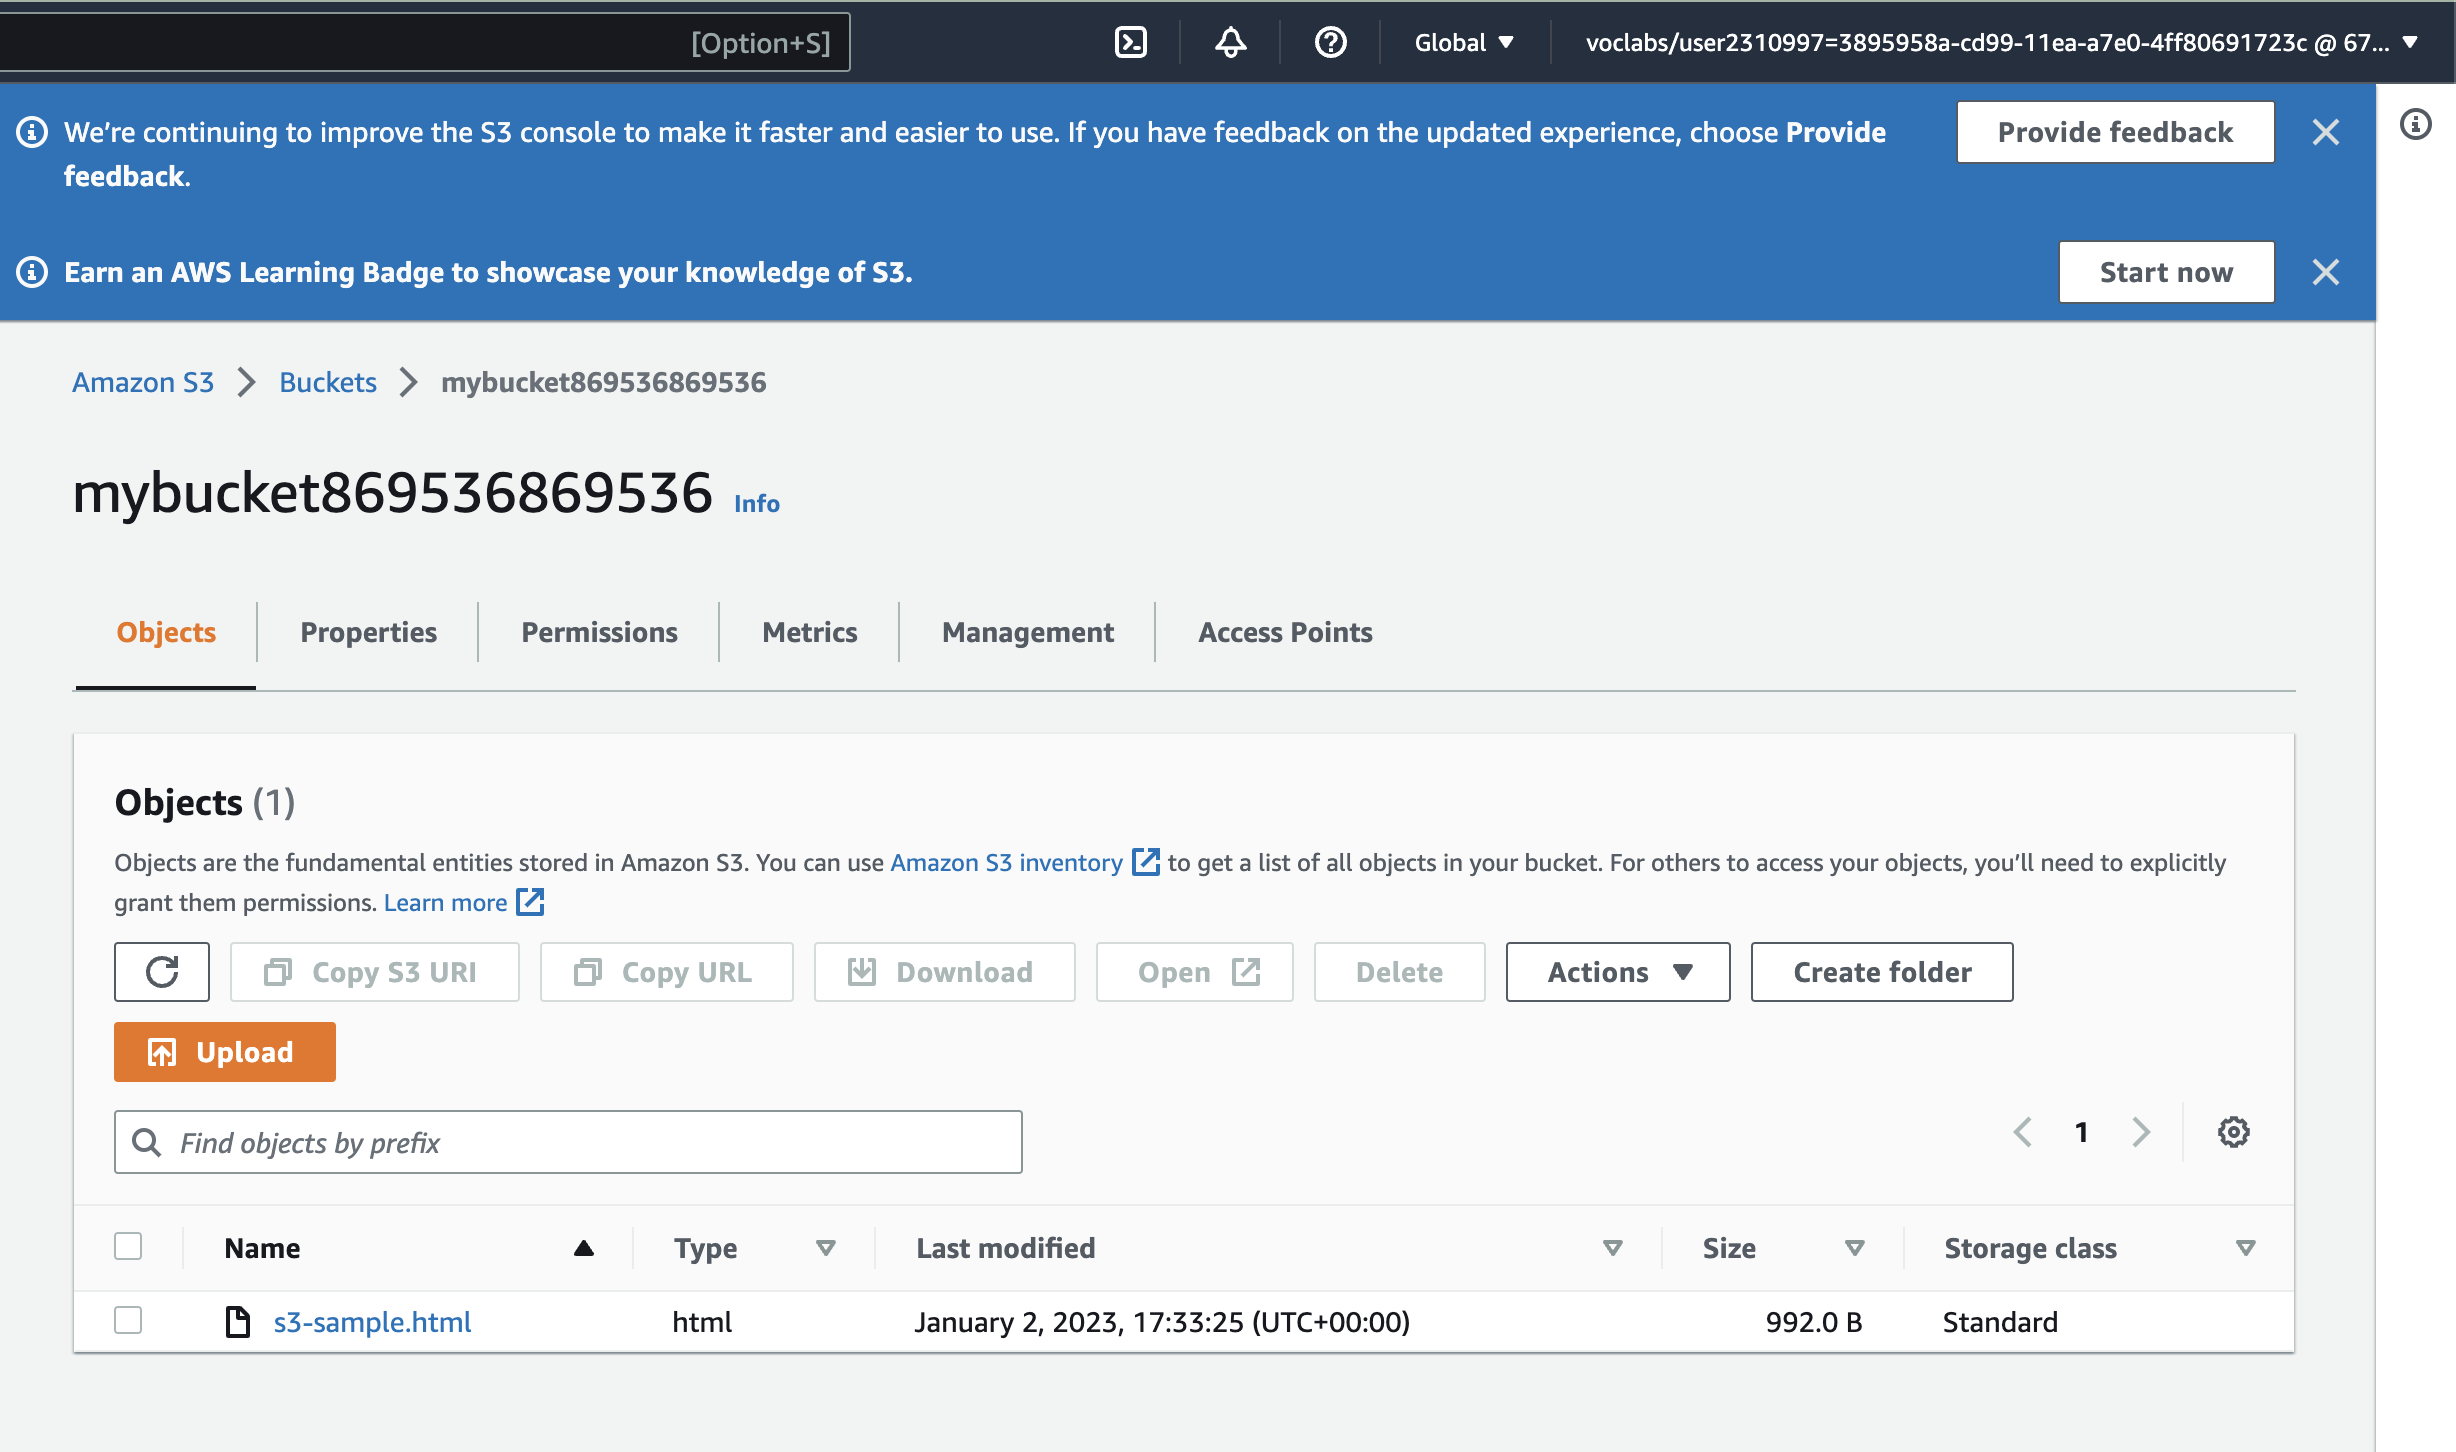 [Option+S]
Global
voclabs/user2310997=3895958a-cd99-11ea-a7e0-4ff80691723c @ 67...
We're continuing to improve the S3 console to make it faster and easier to use. If you have feedback on the updated experience, choose Provide
feedback.
Provide feedback
Earn an AWS Learning Badge to showcase your knowledge of S3.
Start now
Amazon S3 > Buckets > mybucket869536869536
mybucket869536869536 Info
Objects Properties Permissions Metrics Management Access Points
Objects (1)
Objects are the fundamental entities stored in Amazon S3. You can use Amazon S3 inventory to get a list of all objects in your bucket. For others to access your objects, you'll need to explicitly
grant them permissions. Learn more
Copy S3 URI Copy URL Download Open Delete Actions Create folder
Upload
Find objects by prefix
1
Name Type Last modified Size Storage class
s3-sample.html html January 2, 2023, 17:33:25 (UTC+00:00) 992.0 B Standard